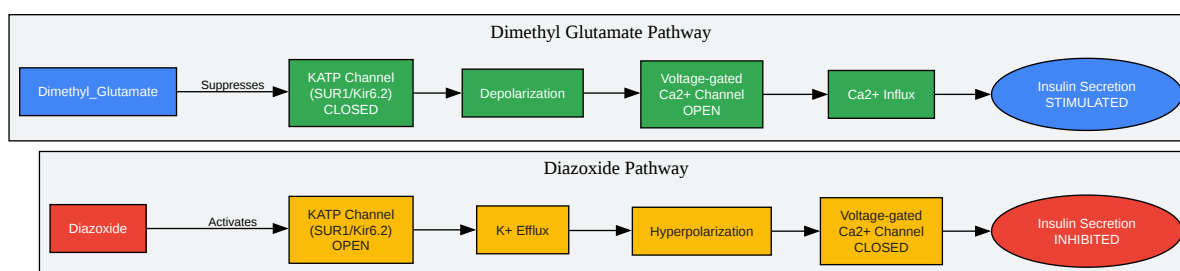 Dimethyl Glutamate Pathway
Dimethyl_Glutamate
Suppresses
KATP Channel
(SUR1/Kir6.2)
CLOSED
Depolarization
Voltage-gated
Ca2+ Channel
OPEN
Ca2+ Influx
Insulin Secretion
STIMULATED
Diazoxide Pathway
Diazoxide
Activates
KATP Channel
(SUR1/Kir6.2)
OPEN
K+ Efflux
Hyperpolarization
Voltage-gated
Ca2+ Channel
CLOSED
Insulin Secretion
INHIBITED